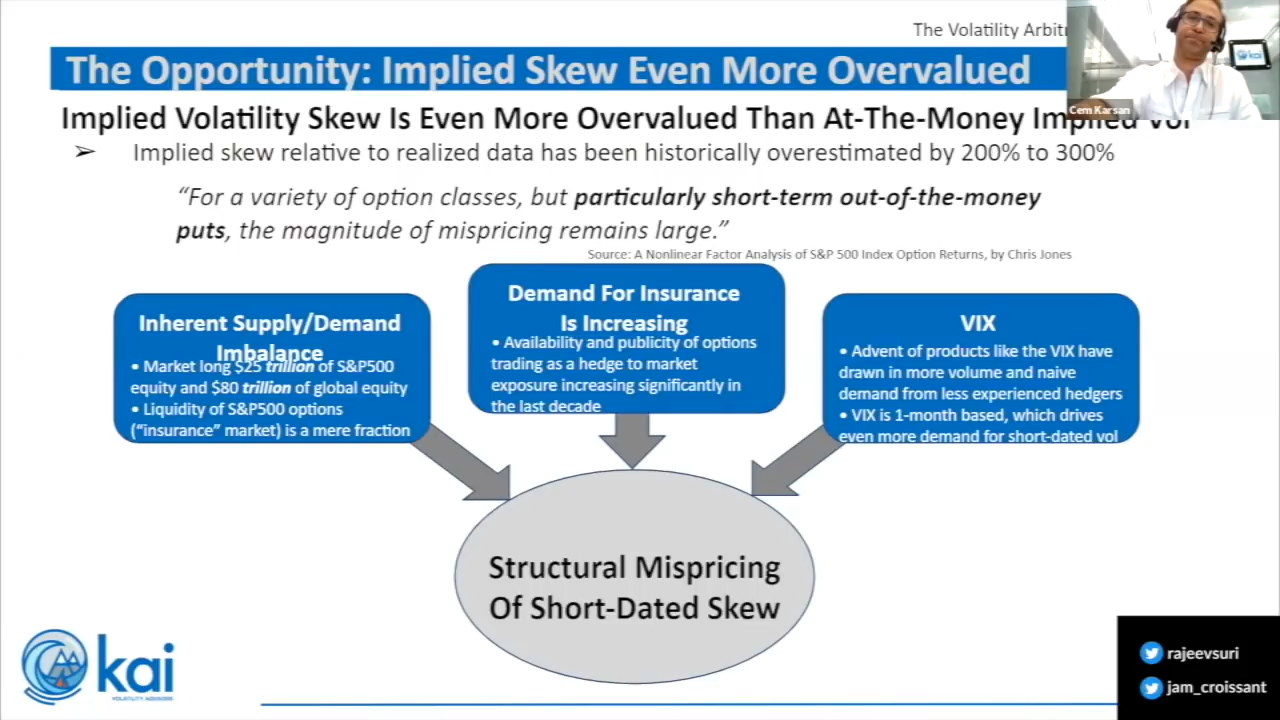 The Volatility Arbitr
The Opportunity: Implied Skew Even More Overvalued
Cem Karsan
Implied Volatility Skew Is Even More Overvalued Than At-The-Money Implied Vol
➢ Implied skew relative to realized data has been historically overestimated by 200% to 300%
“For a variety of option classes, but particularly short-term out-of-the-money
puts, the magnitude of mispricing remains large.”
Source: A Nonlinear Factor Analysis of S&P 500 Index Option Returns, by Chris Jones
Inherent Supply/Demand
Imbalance
• Market long $25 trillion of S&P500
equity and $80 trillion of global equity
• Liquidity of S&P500 options
(“insurance” market) is a mere fraction
Demand For Insurance
Is Increasing
• Availability and publicity of options
trading as a hedge to market
exposure increasing significantly in
the last decade
VIX
• Advent of products like the VIX have
drawn in more volume and naive
demand from less experienced hedgers
• VIX is 1-month based, which drives
even more demand for short-dated vol
Structural Mispricing
Of Short-Dated Skew
kai
VOLATILITY ADVISORS
rajeevsuri
jam_croissant